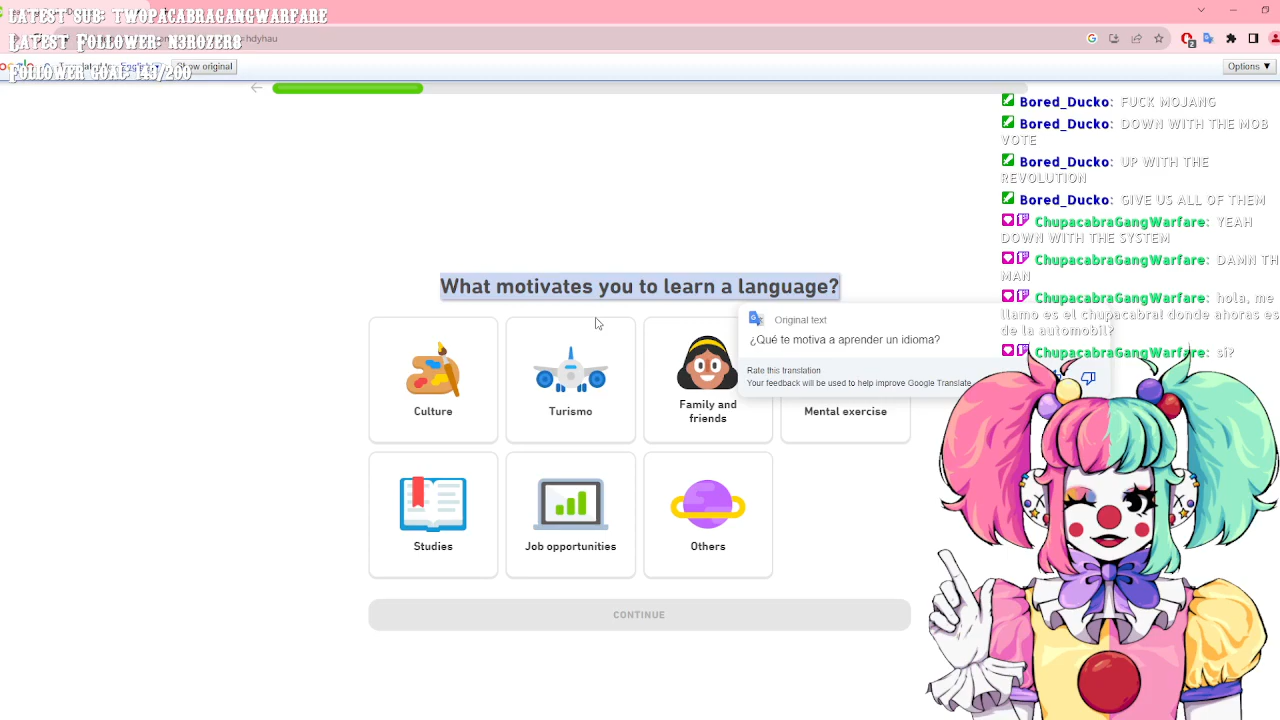 LATEST SUB: TWOPACABRAGANGWARFARE
LATEST FOLLOWER: N3ROZER8
hdyhau
FOLLOWER GOAL: 145/200
Show original
Options ▼
What motivates you to learn a language?
Original text
¿Qué te motiva a aprender un idioma?
Rate this translation
Your feedback will be used to help improve Google Translate
Culture
Turismo
Family and
friends
Mental exercise
Studies
Job opportunities
Others
CONTINUE
Bored_Ducko: FUCK MOJANG
Bored_Ducko: DOWN WITH THE MOB
VOTE
Bored_Ducko: UP WITH THE
REVOLUTION
Bored_Ducko: GIVE US ALL OF THEM
ChupacabraGangWarfare: YEAH
DOWN WITH THE SYSTEM
ChupacabraGangWarfare: DAMN TH
MAN
ChupacabraGangWarfare: hola, me
llamo es el chupacabra! donde ahoras es
de la automobil?
ChupacabraGangWarfare: si?